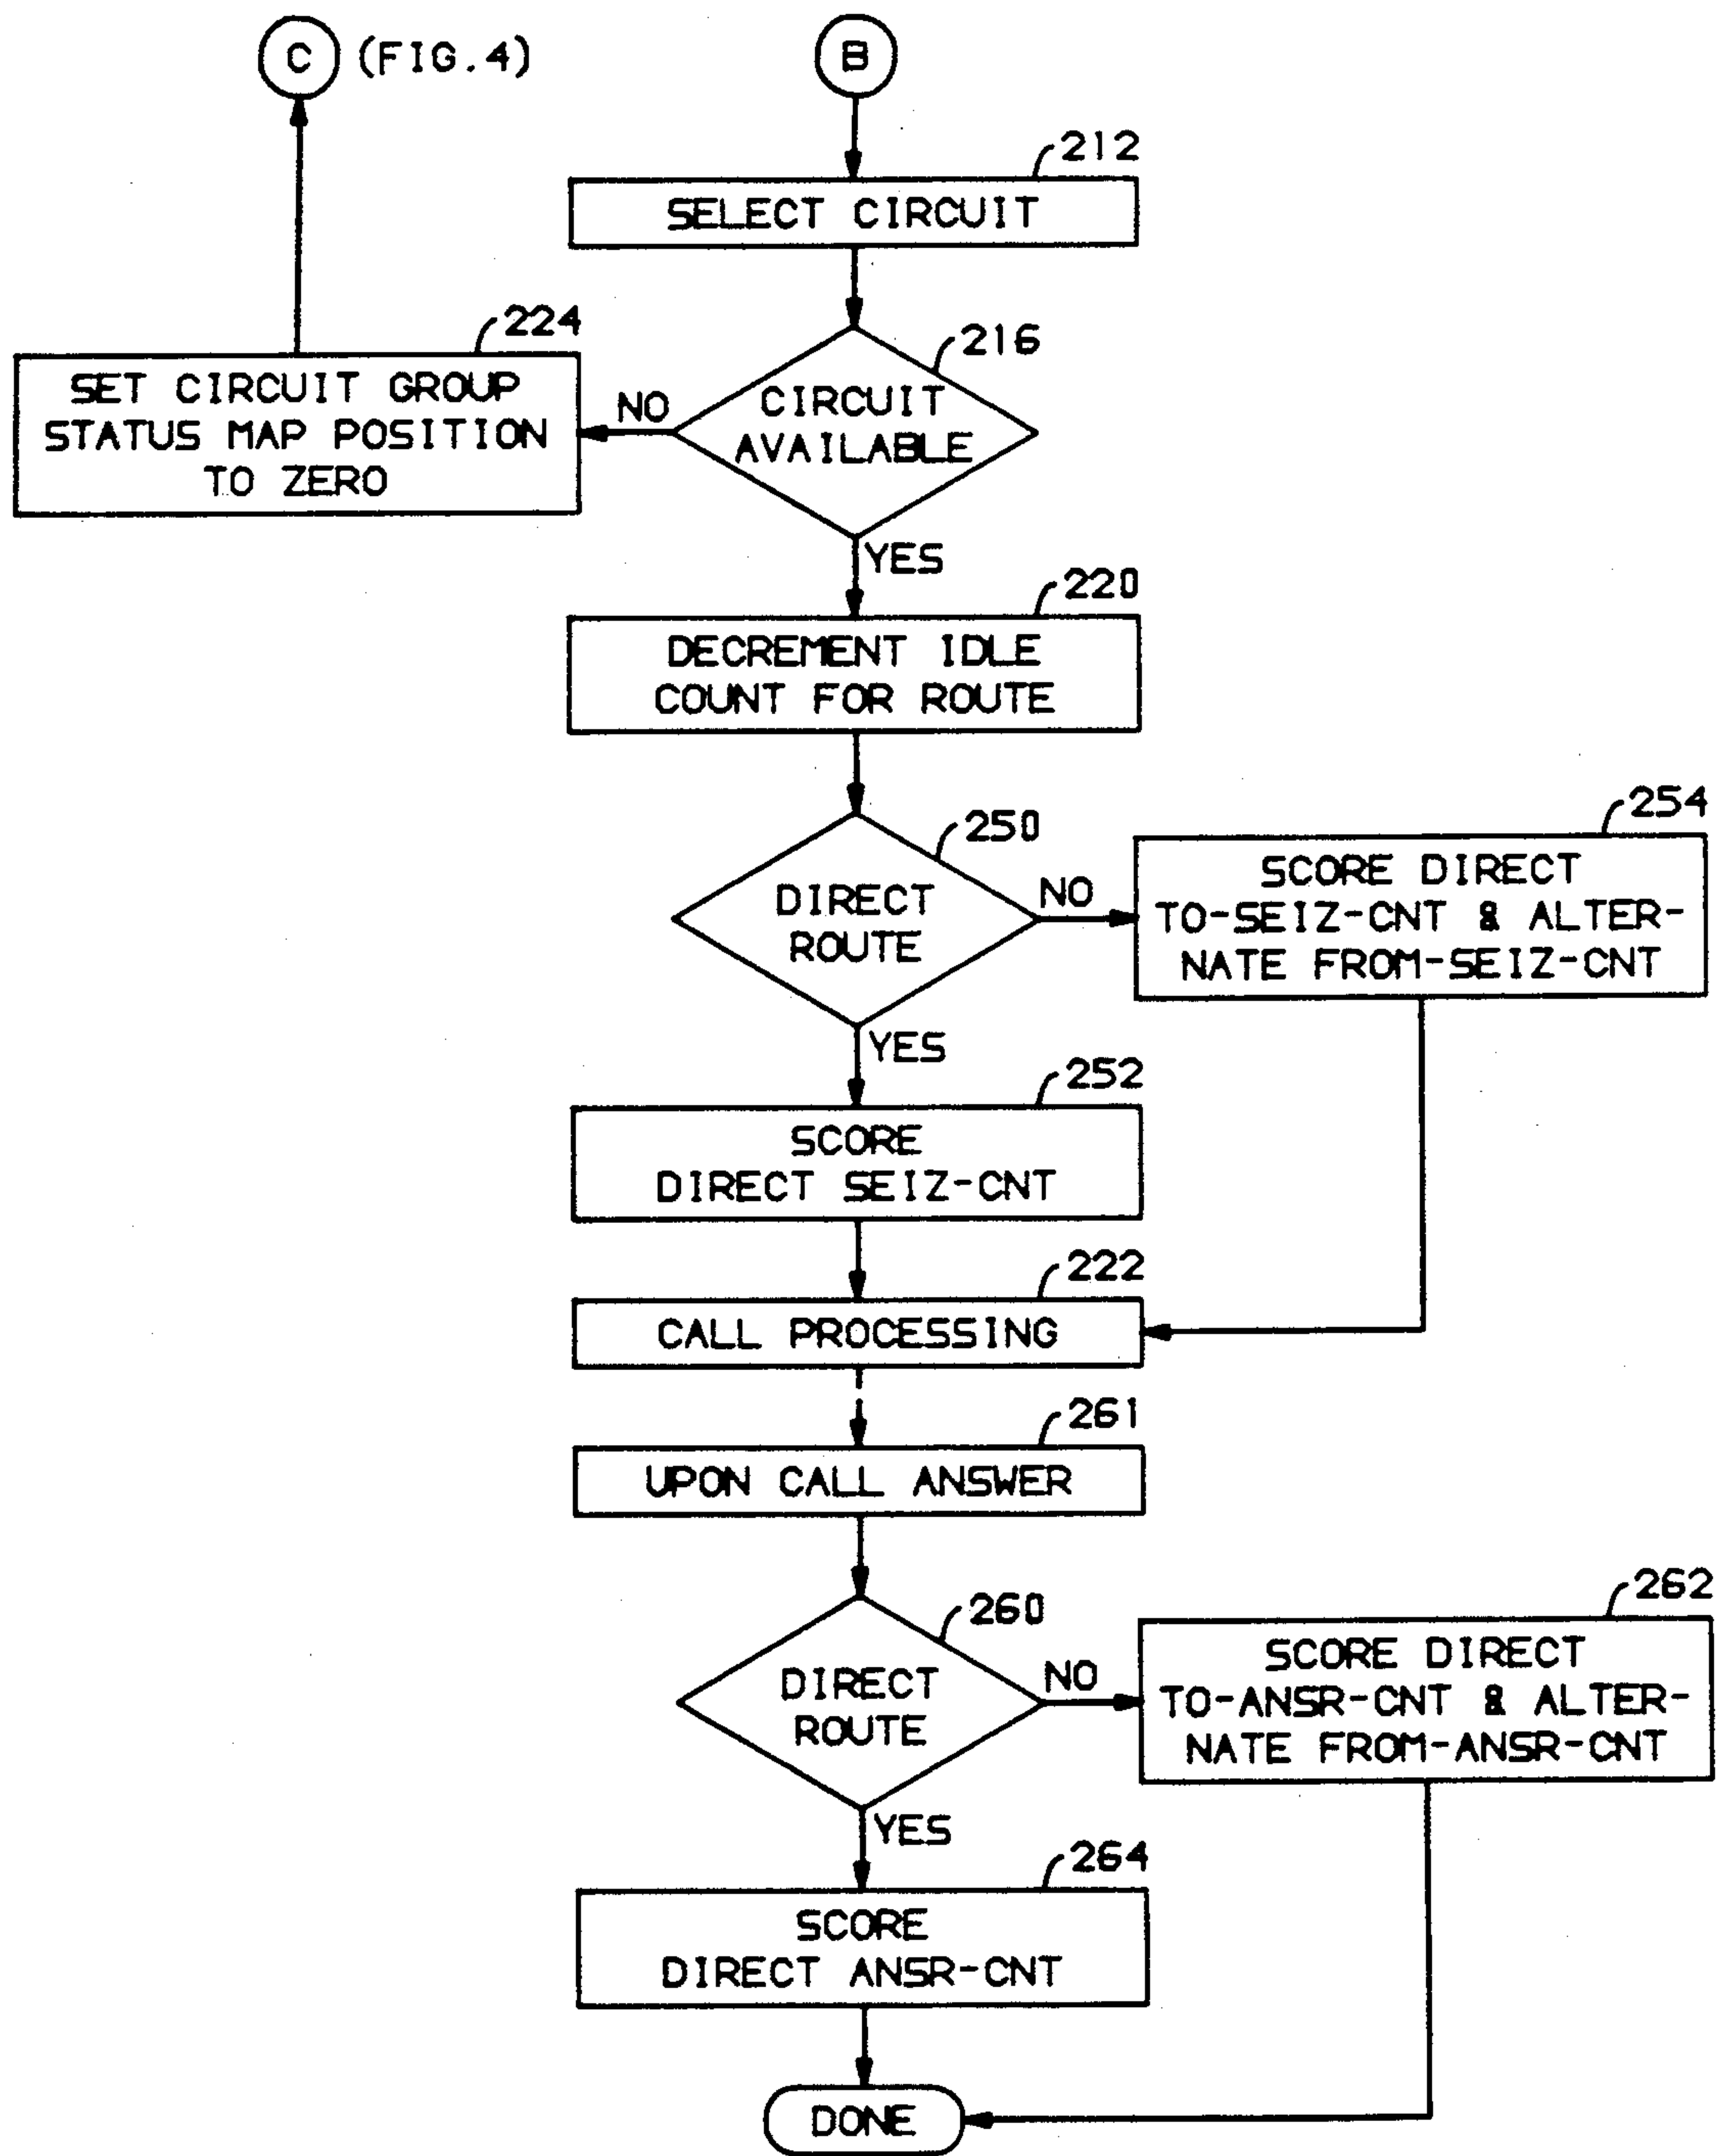 C (FIG.4)
B
212
SELECT CIRCUIT
224
SET CIRCUIT GROUP
STATUS MAP POSITION
TO ZERO
NO
216
CIRCUIT
AVAILABLE
YES
220
DECREMENT IDLE
COUNT FOR ROUTE
250
DIRECT
ROUTE
NO
254
SCORE DIRECT
TO-SEIZ-CNT & ALTER-
NATE FROM-SEIZ-CNT
YES
252
SCORE
DIRECT SEIZ-CNT
222
CALL PROCESSING
261
UPON CALL ANSWER
260
DIRECT
ROUTE
NO
262
SCORE DIRECT
TO-ANSR-CNT & ALTER-
NATE FROM-ANSR-CNT
YES
264
SCORE
DIRECT ANSR-CNT
DONE